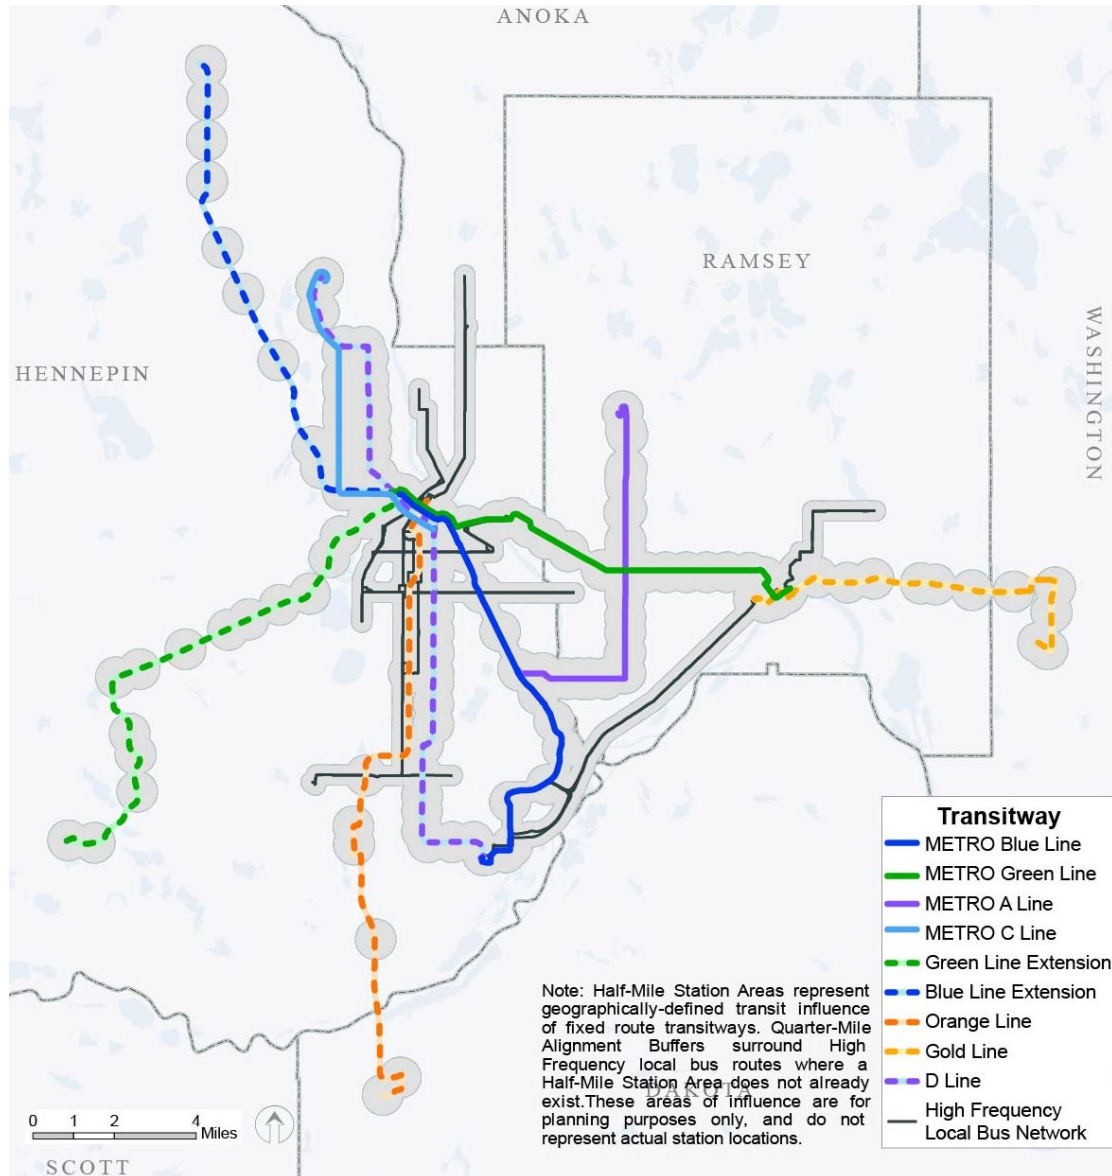 ANOKA
RAMSEY
WASHINGTON
HENNEPIN
Transitway
METRO Blue Line
METRO Green Line
METRO A Line
METRO C Line
Green Line Extension
Blue Line Extension
Orange Line
Gold Line
D Line
High Frequency
Local Bus Network
Note: Half-Mile Station Areas represent
geographically-defined transit influence
of fixed route transitways. Quarter-Mile
Alignment Buffers surround High
Frequency local bus routes where a
Half-Mile Station Area does not already
exist.These areas of influence are for
planning purposes only, and do not
represent actual station locations.
DAKOTA
0 1 2 4
Miles
SCOTT